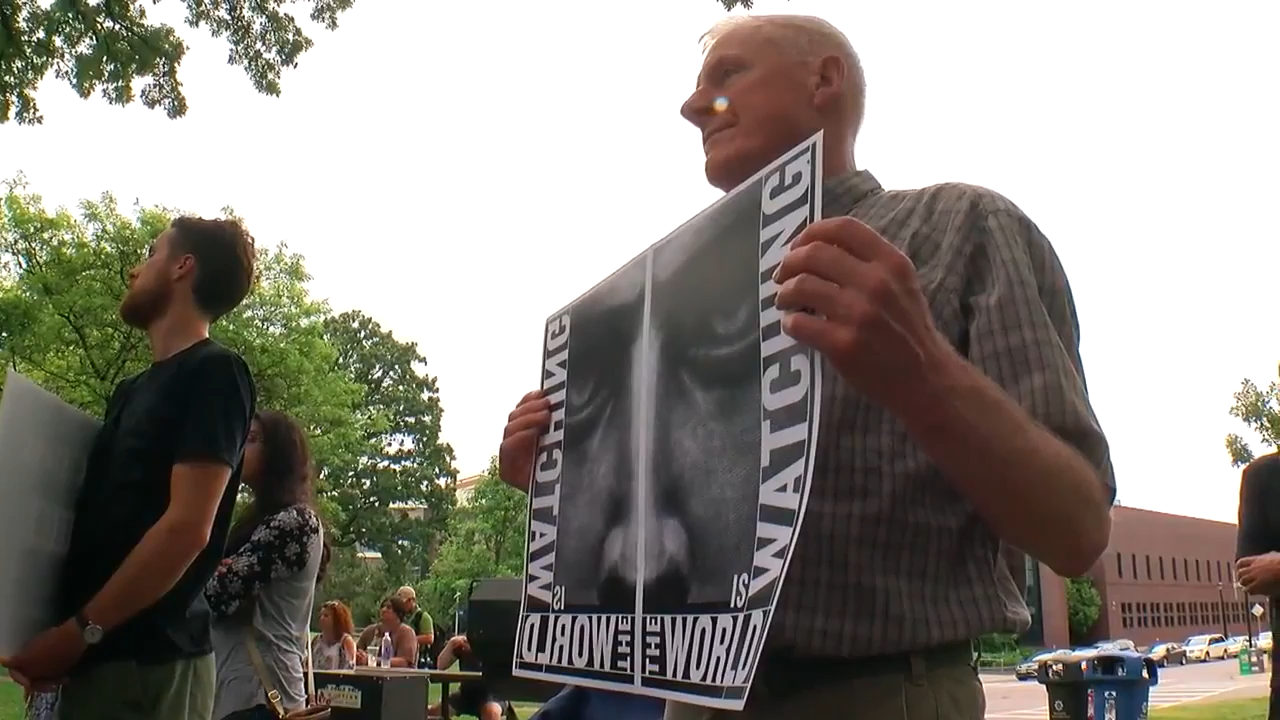 THE WORLD
IS
WATCHING
THE WORLD
IS
WATCHING